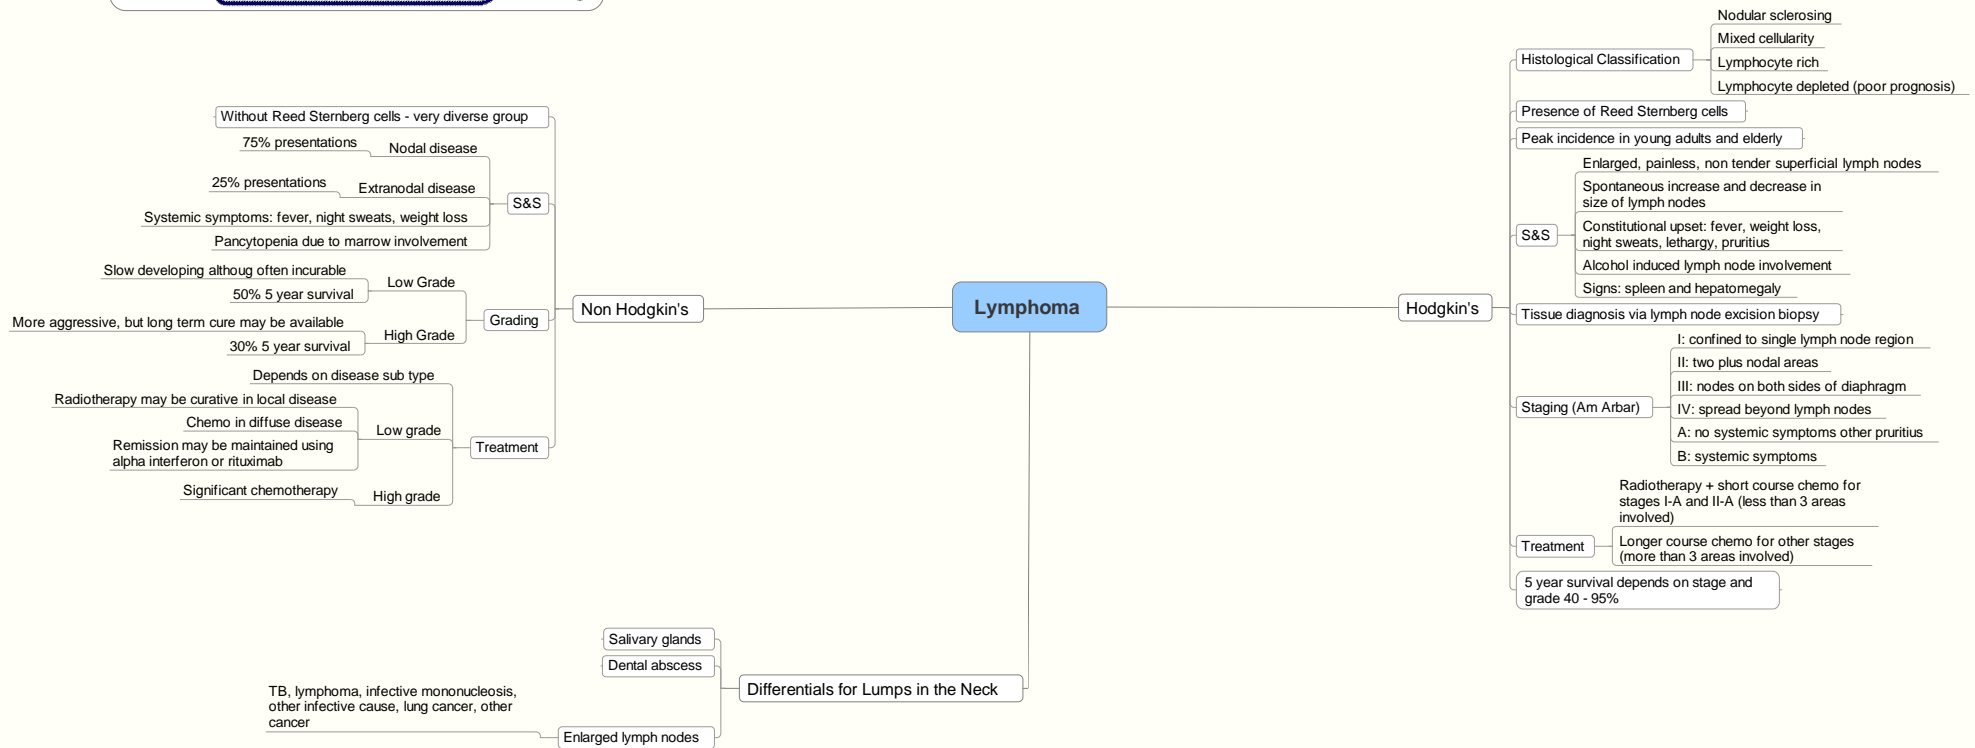 Lymphoma
Hodgkin's
Histological Classification
Nodular sclerosing
Mixed cellularity
Lymphocyte rich
Lymphocyte depleted (poor prognosis)
Presence of Reed Sternberg cells
Peak incidence in young adults and elderly
S&S
Enlarged, painless, non tender superficial lymph nodes
Spontaneous increase and decrease in
size of lymph nodes
Constitutional upset: fever, weight loss,
night sweats, lethargy, pruritius
Alcohol induced lymph node involvement
Signs: spleen and hepatomegaly
Tissue diagnosis via lymph node excision biopsy
Staging (Am Arbar)
I: confined to single lymph node region
II: two plus nodal areas
III: nodes on both sides of diaphragm
IV: spread beyond lymph nodes
A: no systemic symptoms other pruritius
B: systemic symptoms
Treatment
Radiotherapy + short course chemo for
stages I-A and II-A (less than 3 areas
involved)
Longer course chemo for other stages
(more than 3 areas involved)
5 year survival depends on stage and
grade 40 - 95%
Non Hodgkin's
Without Reed Sternberg cells - very diverse group
S&S
Nodal disease
75% presentations
Extranodal disease
25% presentations
Systemic symptoms: fever, night sweats, weight loss
Pancytopenia due to marrow involvement
Grading
Low Grade
Slow developing althoug often incurable
50% 5 year survival
High Grade
More aggressive, but long term cure may be available
30% 5 year survival
Treatment
Depends on disease sub type
Low grade
Radiotherapy may be curative in local disease
Chemo in diffuse disease
Remission may be maintained using
alpha interferon or rituximab
High grade
Significant chemotherapy
Differentials for Lumps in the Neck
Salivary glands
Dental abscess
Enlarged lymph nodes
TB, lymphoma, infective mononucleosis,
other infective cause, lung cancer, other
cancer